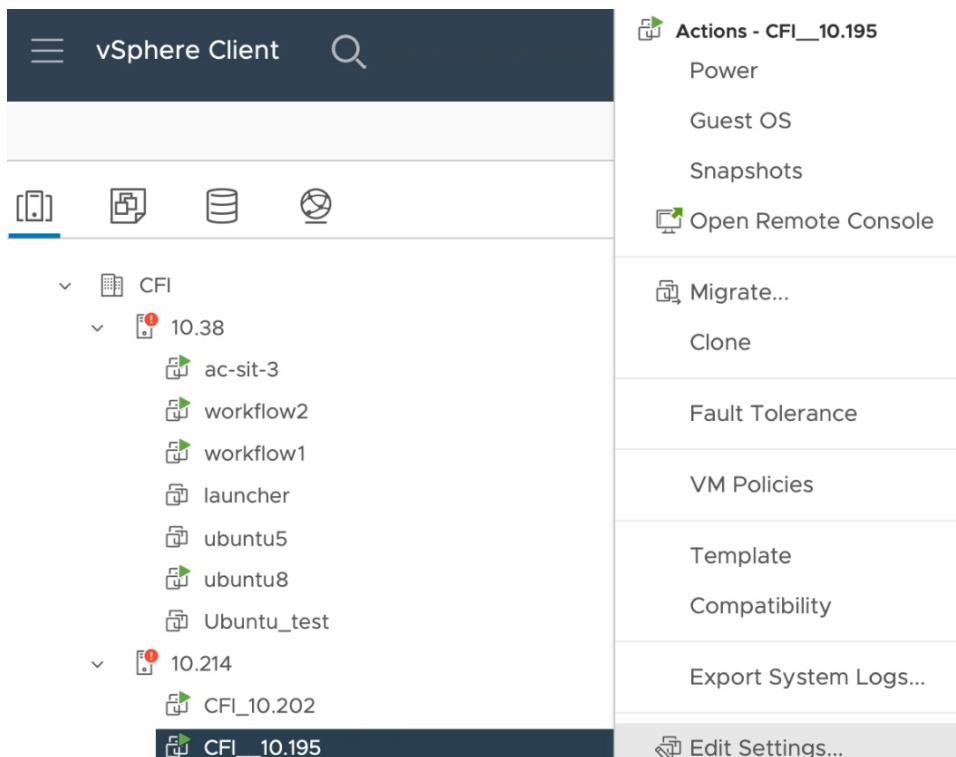 vSphere Client
CFI
10.38
ac-sit-3
workflow2
workflow1
launcher
ubuntu5
ubuntu8
Ubuntu_test
10.214
CFI_10.202
CFI__10.195
Actions - CFI__10.195
Power
Guest OS
Snapshots
Open Remote Console
Migrate...
Clone
Fault Tolerance
VM Policies
Template
Compatibility
Export System Logs...
Edit Settings...